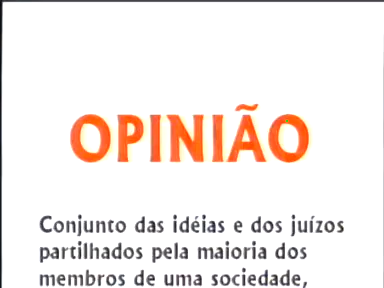 OPINIÃO
Conjunto das idéias e dos juízos
partilhados pela maioria dos
membros de uma sociedade,